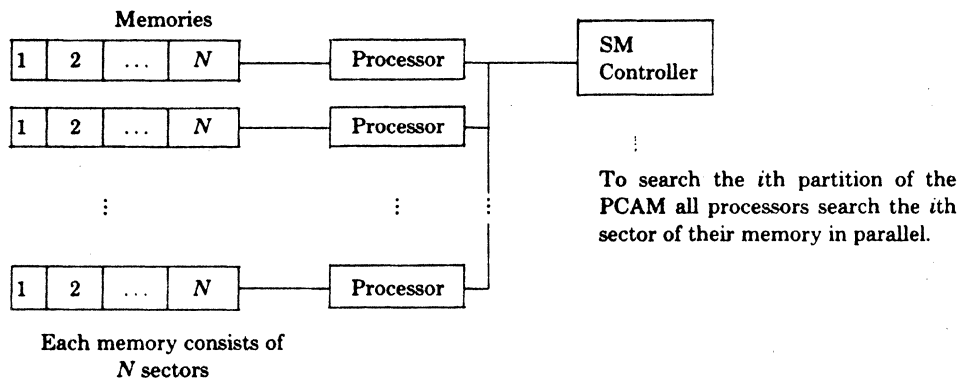 Memories
1 2 ... N Processor
SM
Controller
1 2 ... N Processor
⋮ ⋮ ⋮ ⋮
To search the ith partition of the
PCAM all processors search the ith
sector of their memory in parallel.
1 2 ... N Processor
Each memory consists of
N sectors